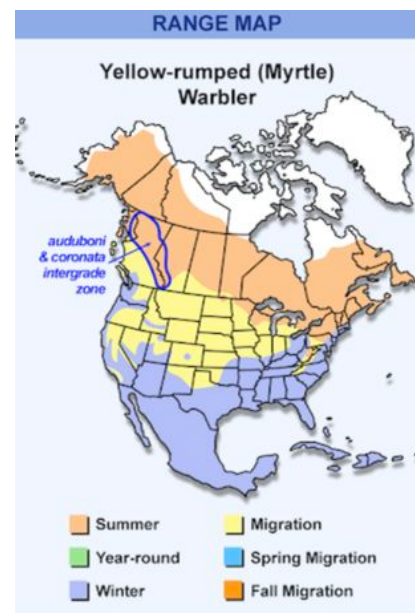 RANGE MAP
Yellow-rumped (Myrtle)
Warbler
auduboni
& coronata
intergrade
zone
Summer
Migration
Year-round
Spring Migration
Winter
Fall Migration